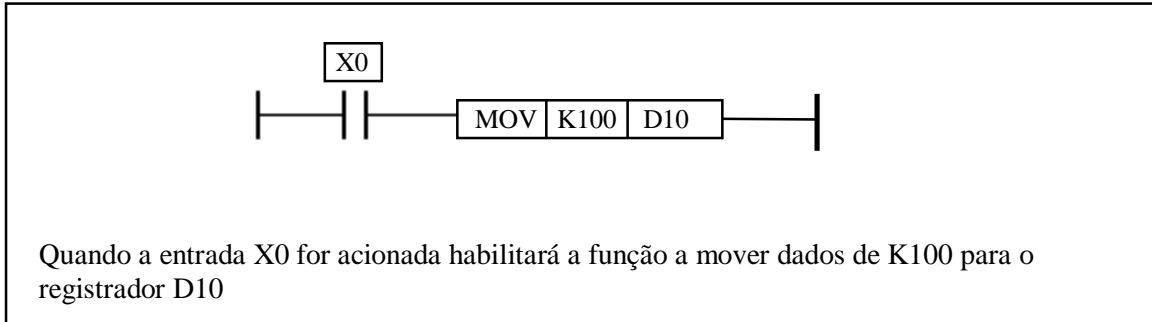 X0
MOV K100 D10
Quando a entrada X0 for acionada habilitará a função a mover dados de K100 para o
registrador D10